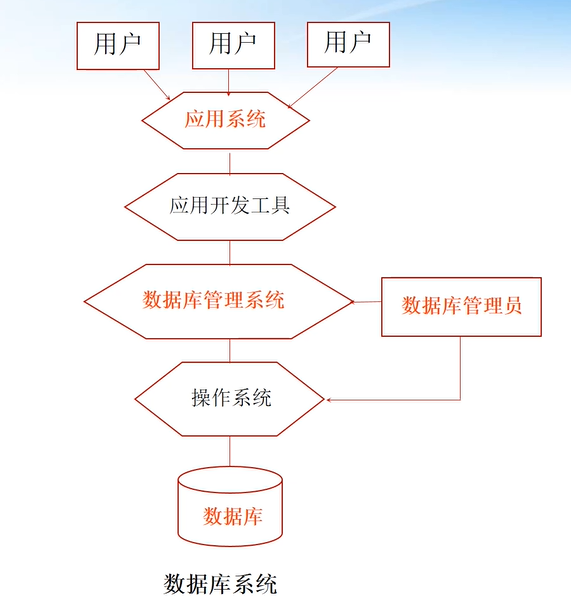 用户
用户
用户
应用系统
应用开发工具
数据库管理系统
数据库管理员
操作系统
数据库
数据库系统